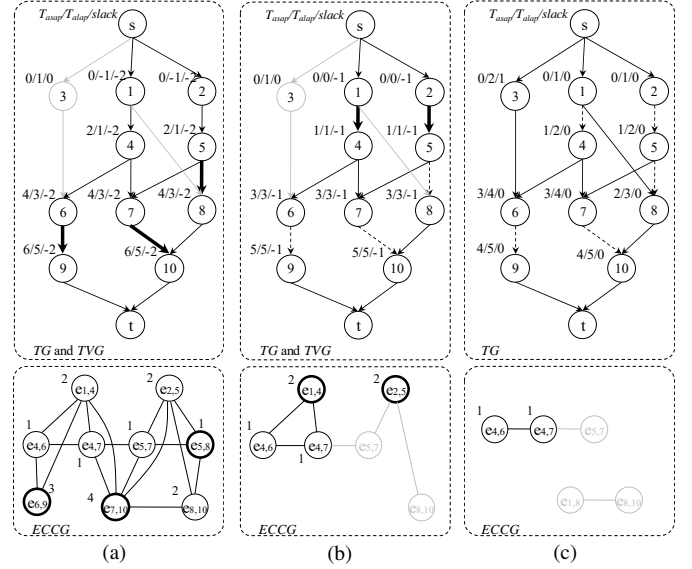 T_asap/T_alap/slack
s
0/1/0
0/-1/-2
0/-1/-2
3
1
2
2/1/-2
2/1/-2
4
5
4/3/-2
4/3/-2
4/3/-2
6
7
8
6/5/-2
6/5/-2
9
10
t
TG and TVG
2
2
e1,4
e2,5
1
1
1
e4,6
e4,7
e5,7
e5,8
1
3
4
2
e6,9
e7,10
e8,10
ECCG
(a)
T_asap/T_alap/slack
s
0/1/0
0/0/-1
0/0/-1
3
1
2
1/1/-1
1/1/-1
4
5
3/3/-1
3/3/-1
3/3/-1
6
7
8
5/5/-1
5/5/-1
9
10
t
TG and TVG
2
2
e1,4
e2,5
1
e4,6
e4,7
e5,7
1
e8,10
ECCG
(b)
T_asap/T_alap/slack
s
0/2/1
0/1/0
0/1/0
3
1
2
1/2/0
1/2/0
4
5
3/4/0
3/4/0
2/3/0
6
7
8
4/5/0
4/5/0
9
10
t
TG
1
1
e4,6
e4,7
e5,7
e1,8
e8,10
ECCG
(c)